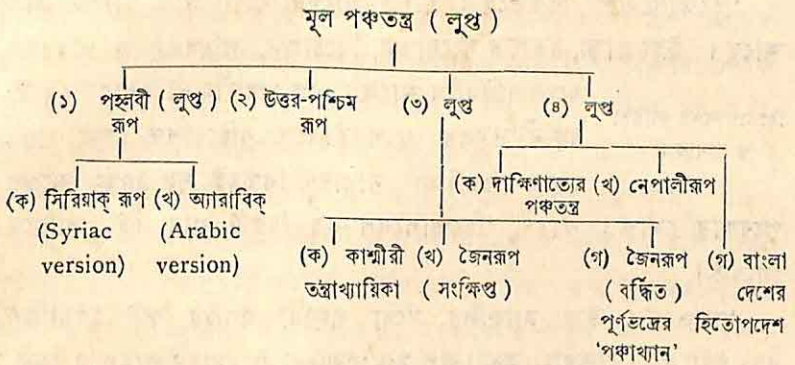 মূল পঞ্চতন্ত্র ( লুপ্ত )
(১) পহ্লবী ( লুপ্ত ) (২) উত্তর-পশ্চিম (৩) লুপ্ত (৪) লুপ্ত
রূপ রূপ
(ক) সিরিয়াক্ রূপ (খ) অ্যারাবিক্
(Syriac (Arabic
version) version)
(ক) দাক্ষিণাত্যের (খ) নেপালীরূপ
পঞ্চতন্ত্র
(ক) কাশ্মীরী (খ) জৈনরূপ (গ) জৈনরূপ (গ) বাংলা
তন্ত্রাখ্যায়িকা ( সংক্ষিপ্ত ) ( বর্দ্ধিত ) দেশের
পূর্ণভদ্রের হিতোপদেশ
‘পঞ্চাখ্যান’